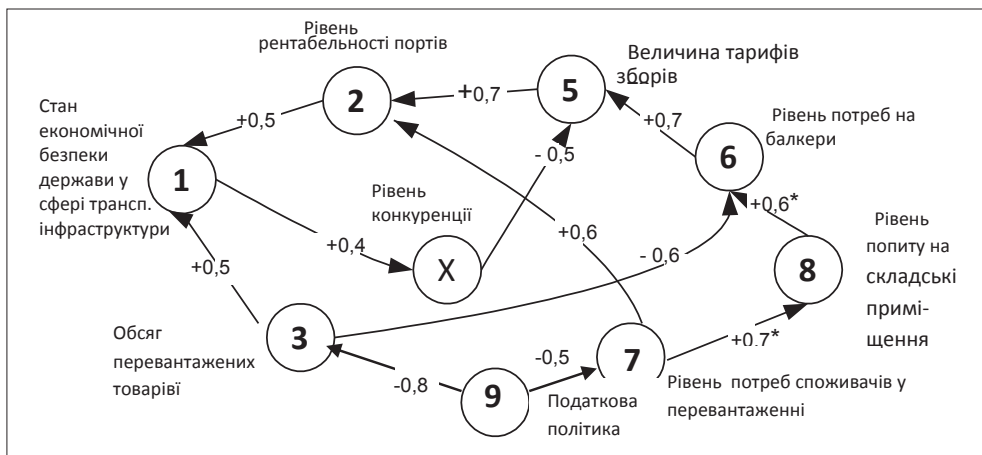 Рівень
рентабельності портів
2
5
Величина тарифів
зборів
+0,7
+0,7
Рівень потреб на
балкери
6
Стан
економічної
безпеки
держави у
сфері трансп.
інфраструктури
+0,5
1
- 0,5
Рівень
конкуренції
+0,4
X
+0,6
- 0,6
+0,6*
8
Рівень
попиту на
складські
примі-
щення
+0,5
3
Обсяг
перевантажених
товарівї
-0,8
9
-0,5
7
+0,7*
Податкова
політика
Рівень потреб споживачів у
перевантаженні